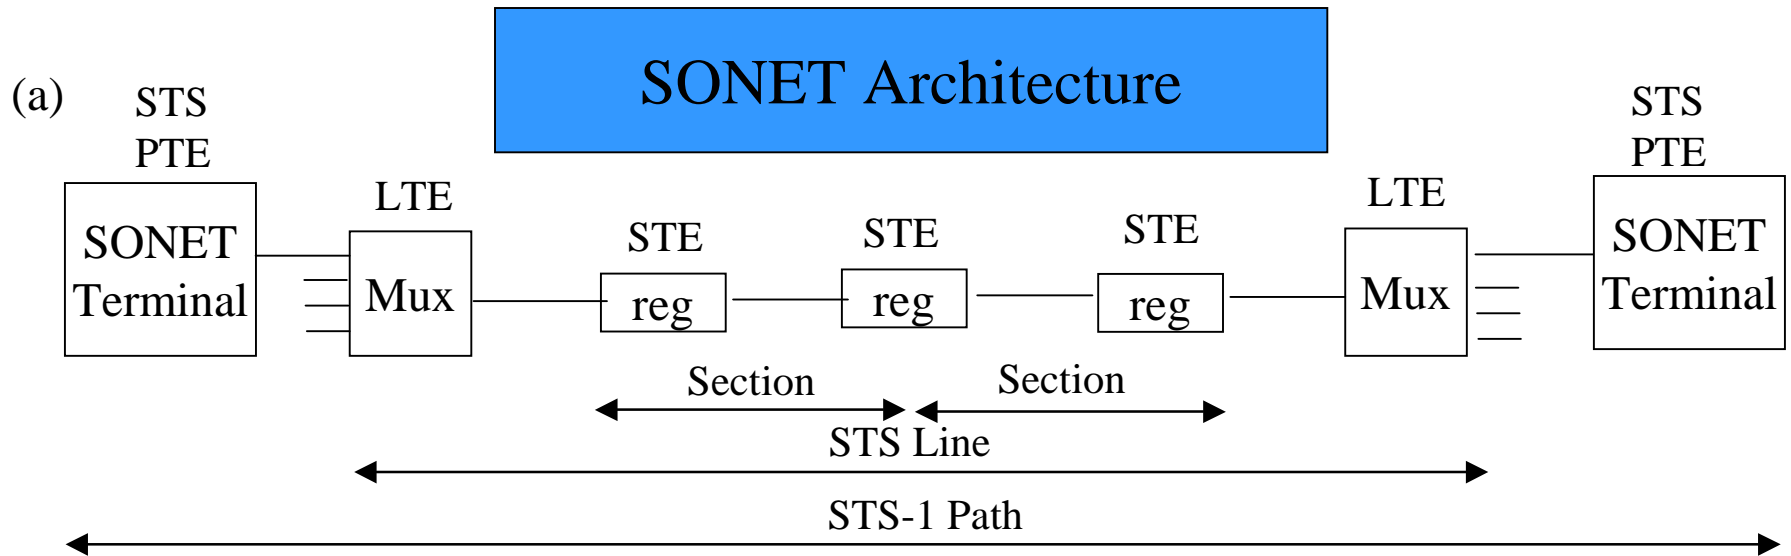 SONET Architecture
(a)
STS
PTE
SONET
Terminal
LTE
Mux
STE
reg
STE
reg
STE
reg
LTE
Mux
STS
PTE
SONET
Terminal
Section
Section
STS Line
STS-1 Path